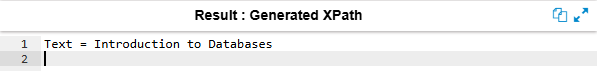 Result : Generated XPath
1 Text = Introduction to Databases
2